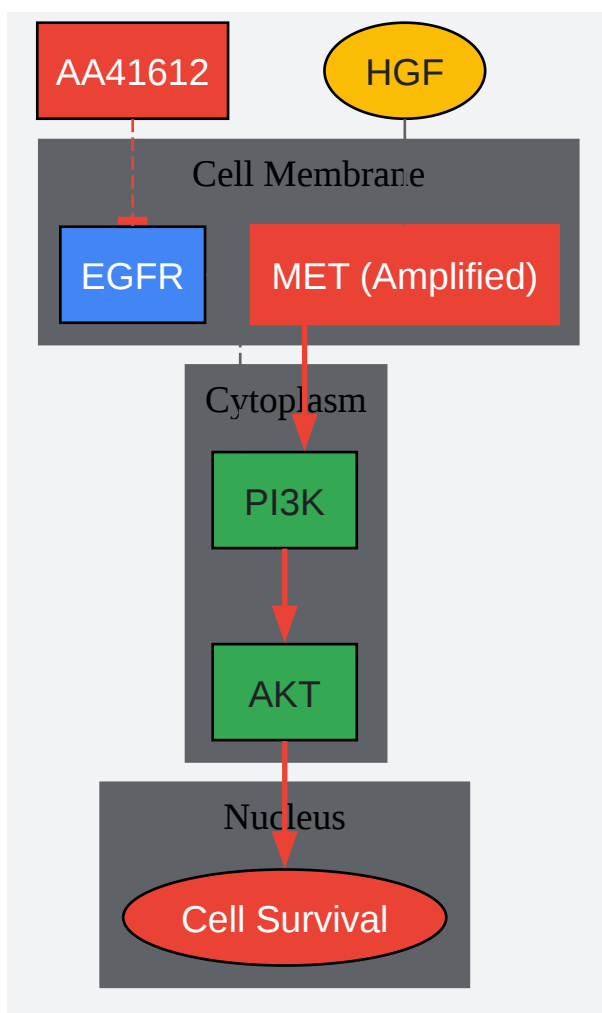 AA41612
HGF
Cell Membrane
EGFR
MET (Amplified)
Cytoplasm
PI3K
AKT
Nucleus
Cell Survival